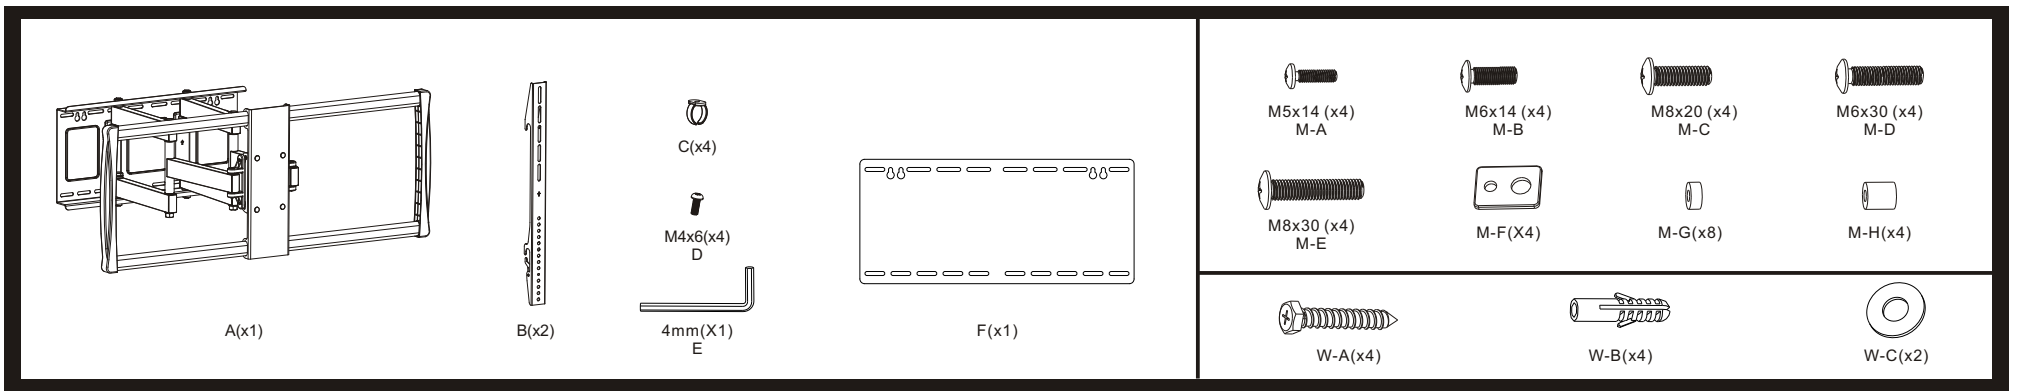 A(x1)
B(x2)
C(x4)
M4x6(x4)
D
4mm(X1)
E
F(x1)
M5x14 (x4)
M-A
M6x14 (x4)
M-B
M8x20 (x4)
M-C
M6x30 (x4)
M-D
M8x30 (x4)
M-E
M-F(X4)
M-G(x8)
M-H(x4)
W-A(x4)
W-B(x4)
W-C(x2)